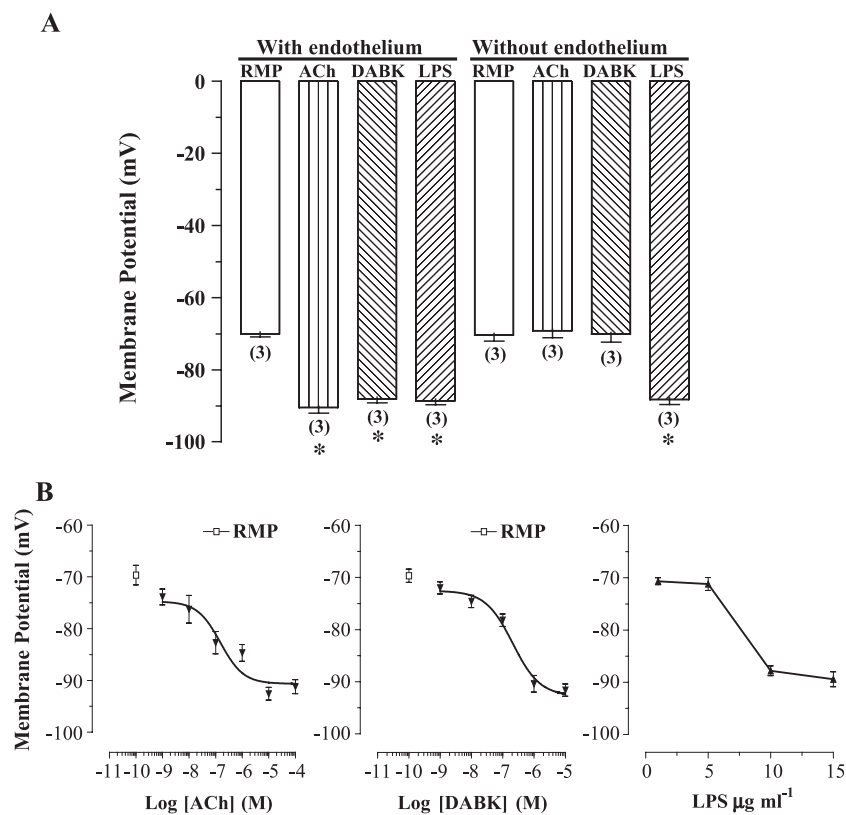 A
With endothelium Without endothelium
RMP ACh DABK LPS RMP ACh DABK LPS
0
-20
-40
-60
-80
-100
Membrane Potential (mV)
(3) (3) (3) (3) (3) (3) (3) (3)
* * * *
B
Membrane Potential (mV)
-60
-70
-80
-90
-100
RMP
-11 -10 -9 -8 -7 -6 -5 -4
Log [ACh] (M)
-60
-70
-80
-90
-100
RMP
-11 -10 -9 -8 -7 -6 -5
Log [DABK] (M)
-60
-70
-80
-90
-100
0 5 10 15
LPS μg ml⁻¹